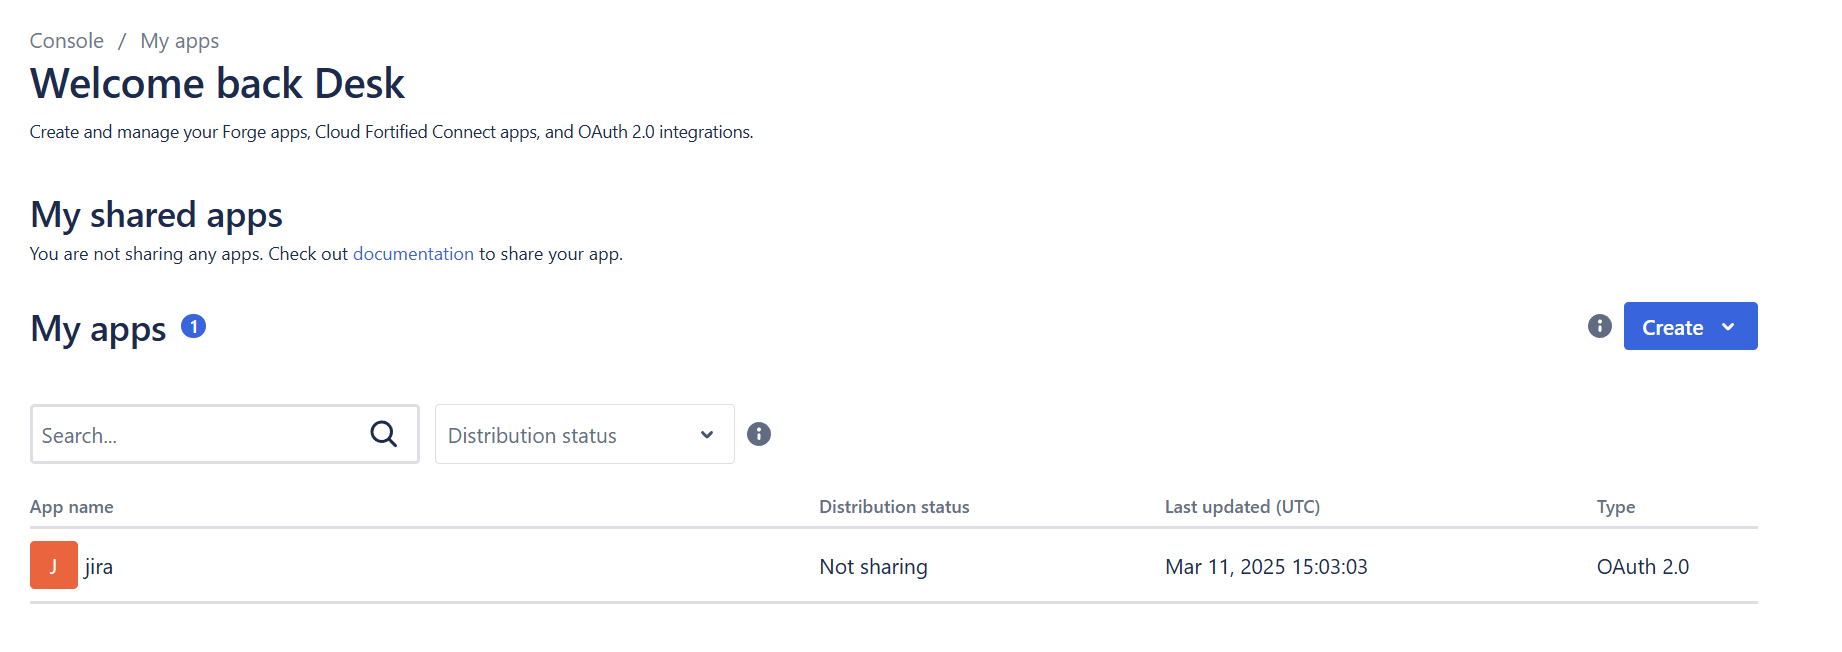 Console / My apps
Welcome back Desk
Create and manage your Forge apps, Cloud Fortified Connect apps, and OAuth 2.0 integrations.
My shared apps
You are not sharing any apps. Check out documentation to share your app.
My apps 1
Create
Search...
Distribution status
App name Distribution status Last updated (UTC) Type
J jira Not sharing Mar 11, 2025 15:03:03 OAuth 2.0